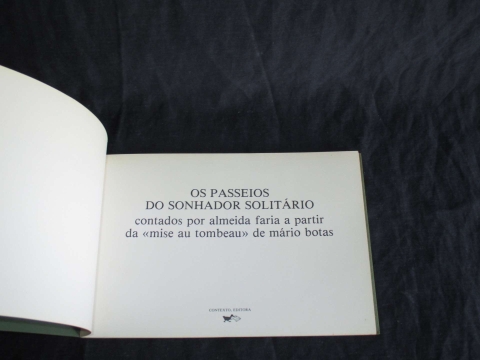 OS PASSEIOS
DO SONHADOR SOLITÁRIO
contados por almeida faria a partir
da «mise au tombeau» de mário botas
CONTEXTO, EDITORA